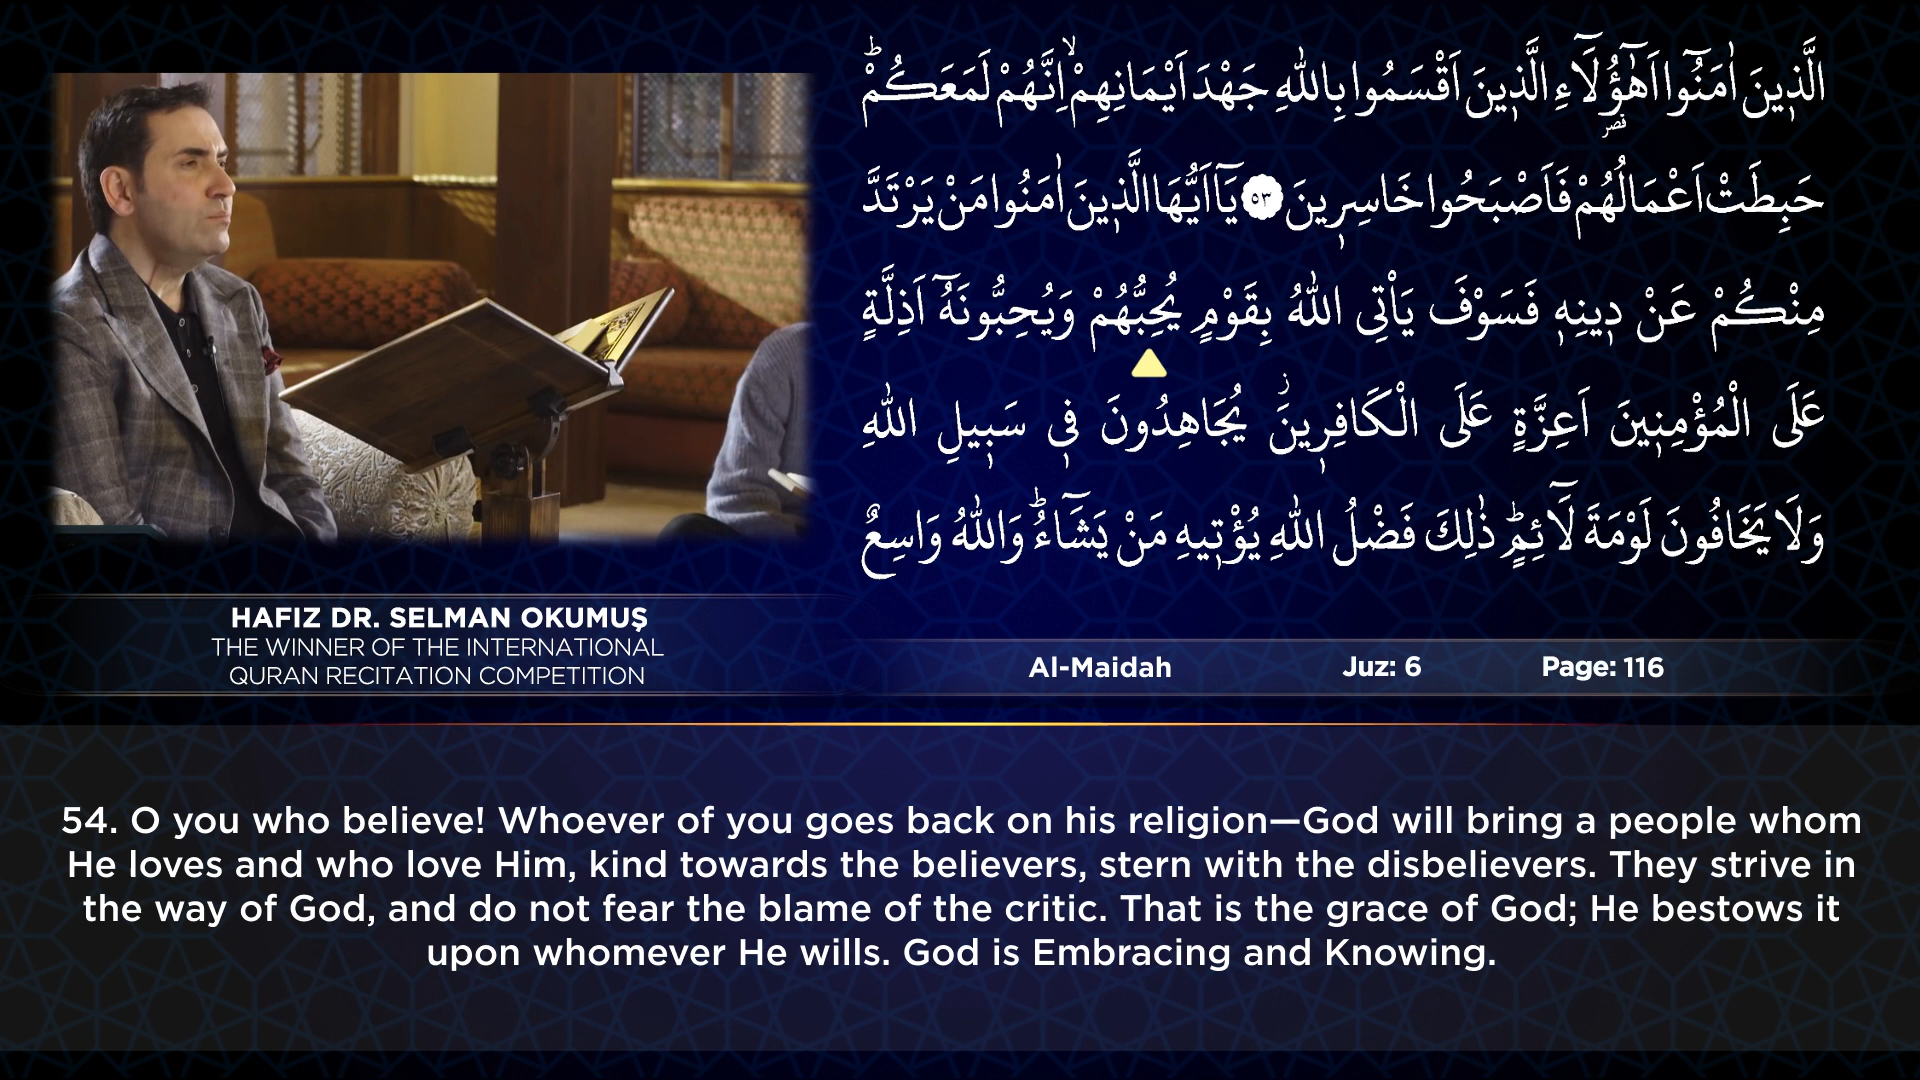 الَّذ۪ينَ اٰمَنُٓوا اَهٰٓؤُ۬لَٓاءِ الَّذ۪ينَ اَقْسَمُوا بِاللّٰهِ جَهْدَ اَيْمَانِهِمْۙ اِنَّهُمْ لَمَعَكُمْۜ
حَبِطَتْ اَعْمَالُهُمْ فَاَصْبَحُوا خَاسِر۪ينَ ٥٣ يَٓا اَيُّهَا الَّذ۪ينَ اٰمَنُوا مَنْ يَرْتَدَّ
مِنْكُمْ عَنْ د۪ينِه۪ فَسَوْفَ يَأْتِي اللّٰهُ بِقَوْمٍ يُحِبُّهُمْ وَيُحِبُّونَهُٓ اَذِلَّةٍ
عَلَى الْمُؤْمِن۪ينَ اَعِزَّةٍ عَلَى الْكَافِر۪ينَۘ يُجَاهِدُونَ ف۪ي سَب۪يلِ اللّٰهِ
وَلَا يَخَافُونَ لَوْمَةَ لَٓائِمٍۜ ذٰلِكَ فَضْلُ اللّٰهِ يُؤْت۪يهِ مَنْ يَشَٓاءُۜ وَاللّٰهُ وَاسِعٌ
HAFIZ DR. SELMAN OKUMUŞ
THE WINNER OF THE INTERNATIONAL
QURAN RECITATION COMPETITION
Al-Maidah Juz: 6 Page: 116
54. O you who believe! Whoever of you goes back on his religion—God will bring a people whom
He loves and who love Him, kind towards the believers, stern with the disbelievers. They strive in
the way of God, and do not fear the blame of the critic. That is the grace of God; He bestows it
upon whomever He wills. God is Embracing and Knowing.